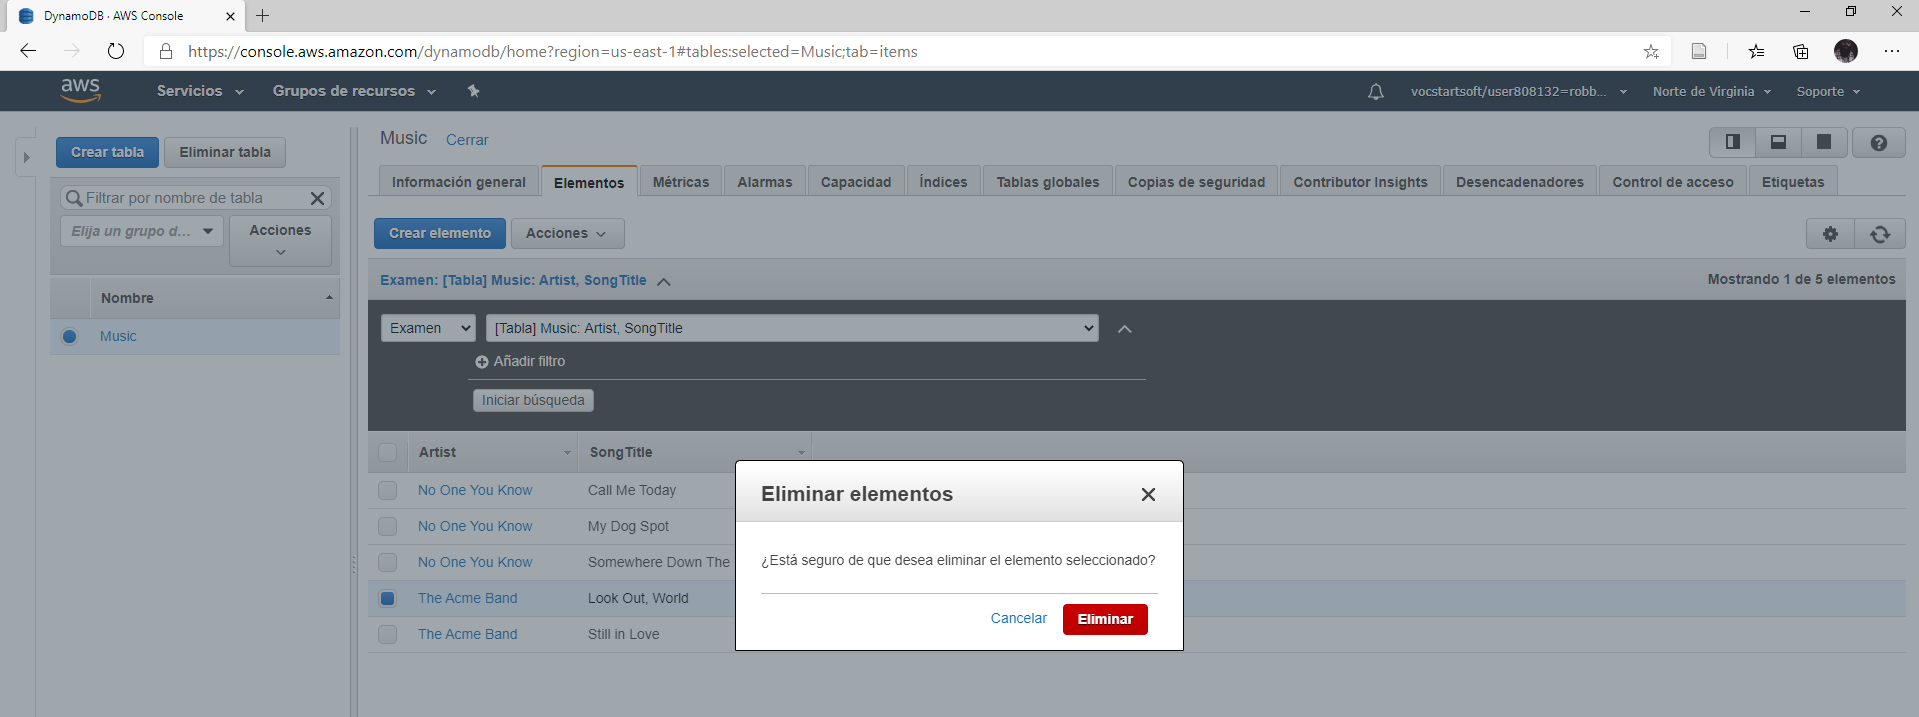 DynamoDB · AWS Console
https://console.aws.amazon.com/dynamodb/home?region=us-east-1#tables:selected=Music;tab=items
aws Servicios Grupos de recursos vocstartsoft/user808132=robb... Norte de Virginia Soporte
Crear tabla Eliminar tabla
Filtrar por nombre de tabla
Elija un grupo d... Acciones
Nombre
Music
Music Cerrar
Información general Elementos Métricas Alarmas Capacidad Índices Tablas globales Copias de seguridad Contributor Insights Desencadenadores Control de acceso Etiquetas
Crear elemento Acciones
Examen: [Tabla] Music: Artist, SongTitle Mostrando 1 de 5 elementos
Examen [Tabla] Music: Artist, SongTitle
Añadir filtro
Iniciar búsqueda
Artist SongTitle
No One You Know Call Me Today
No One You Know My Dog Spot
No One You Know Somewhere Down The
The Acme Band Look Out, World
The Acme Band Still in Love
Eliminar elementos
¿Está seguro de que desea eliminar el elemento seleccionado?
Cancelar Eliminar